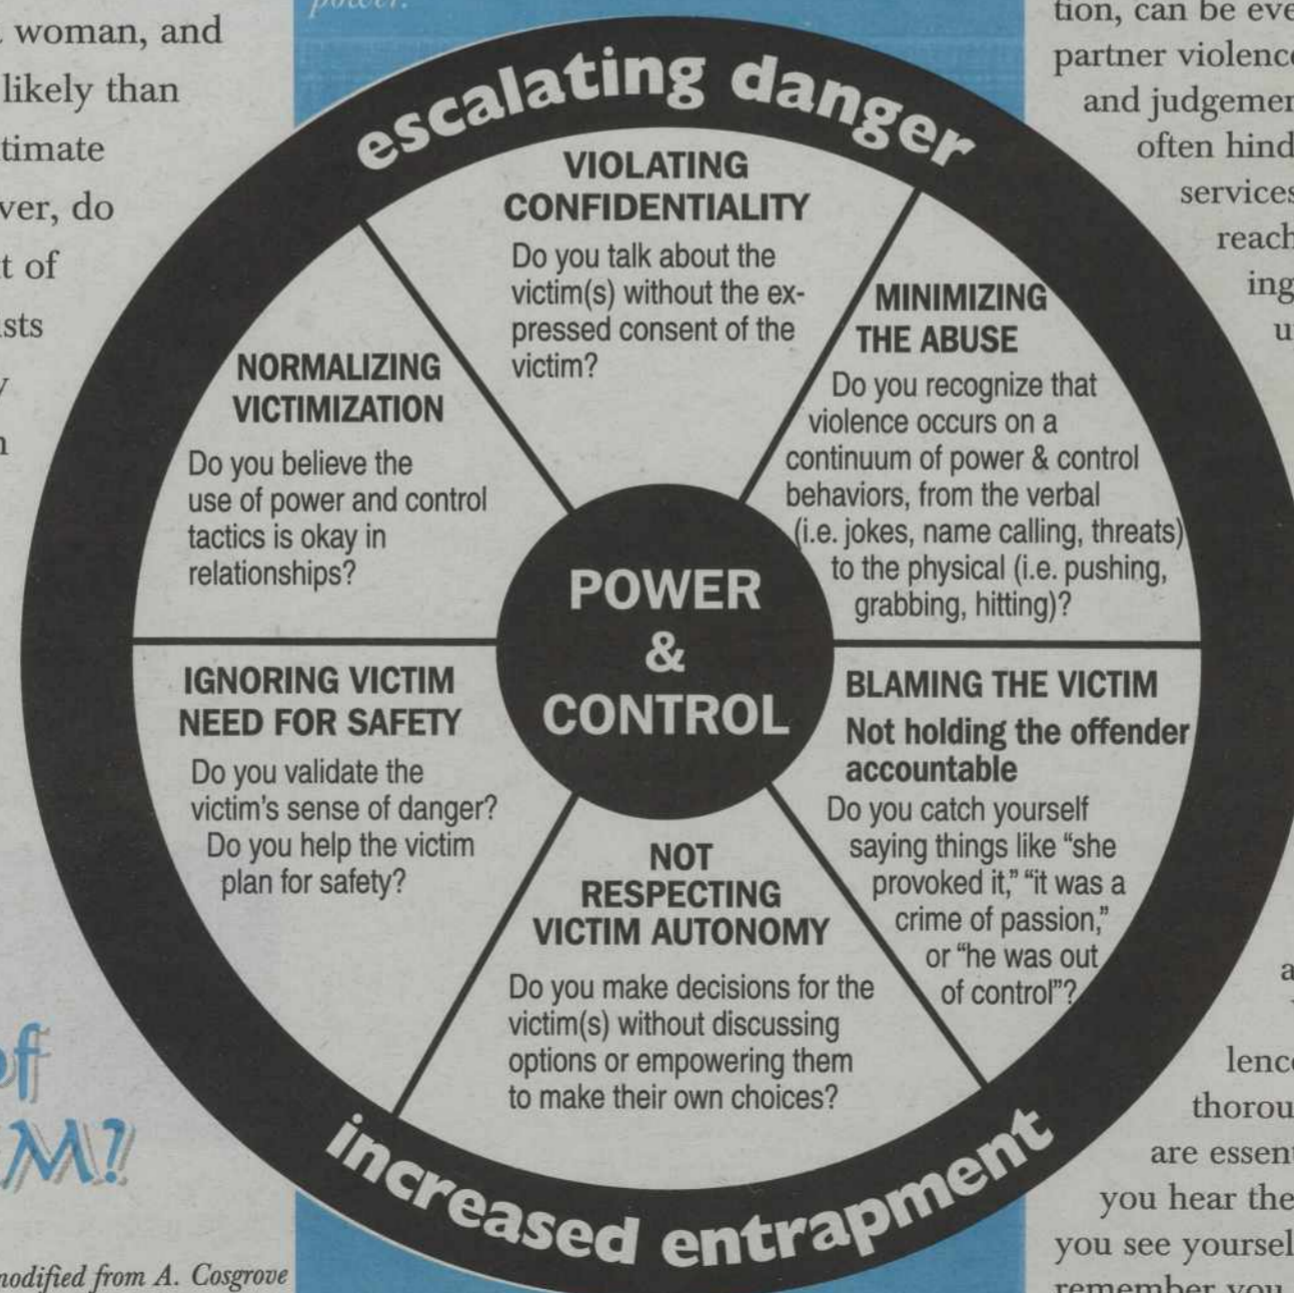 power.
woman, and
likely than
timate
ver, do
t of
sts
escalating danger
VIOLATING
CONFIDENTIALITY
Do you talk about the
victim(s) without the ex-
pressed consent of the
victim?
MINIMIZING
THE ABUSE
Do you recognize that
violence occurs on a
continuum of power & control
behaviors, from the verbal
(i.e. jokes, name calling, threats)
to the physical (i.e. pushing,
grabbing, hitting)?
BLAMING THE VICTIM
Not holding the offender
accountable
Do you catch yourself
saying things like “she
provoked it,” “it was a
crime of passion,”
or “he was out
of control”?
NOT
RESPECTING
VICTIM AUTONOMY
Do you make decisions for the
victim(s) without discussing
options or empowering them
to make their own choices?
IGNORING VICTIM
NEED FOR SAFETY
Do you validate the
victim's sense of danger?
Do you help the victim
plan for safety?
NORMALIZING
VICTIMIZATION
Do you believe the
use of power and control
tactics is okay in
relationships?
POWER
&
CONTROL
increased entrapment
of
M?
modified from A. Cosgrove
tion, can be eve
partner violence
and judgemen
often hind
services
reach
ing
u
lence
thorou
are essent
you hear the
you see yoursel
remember you